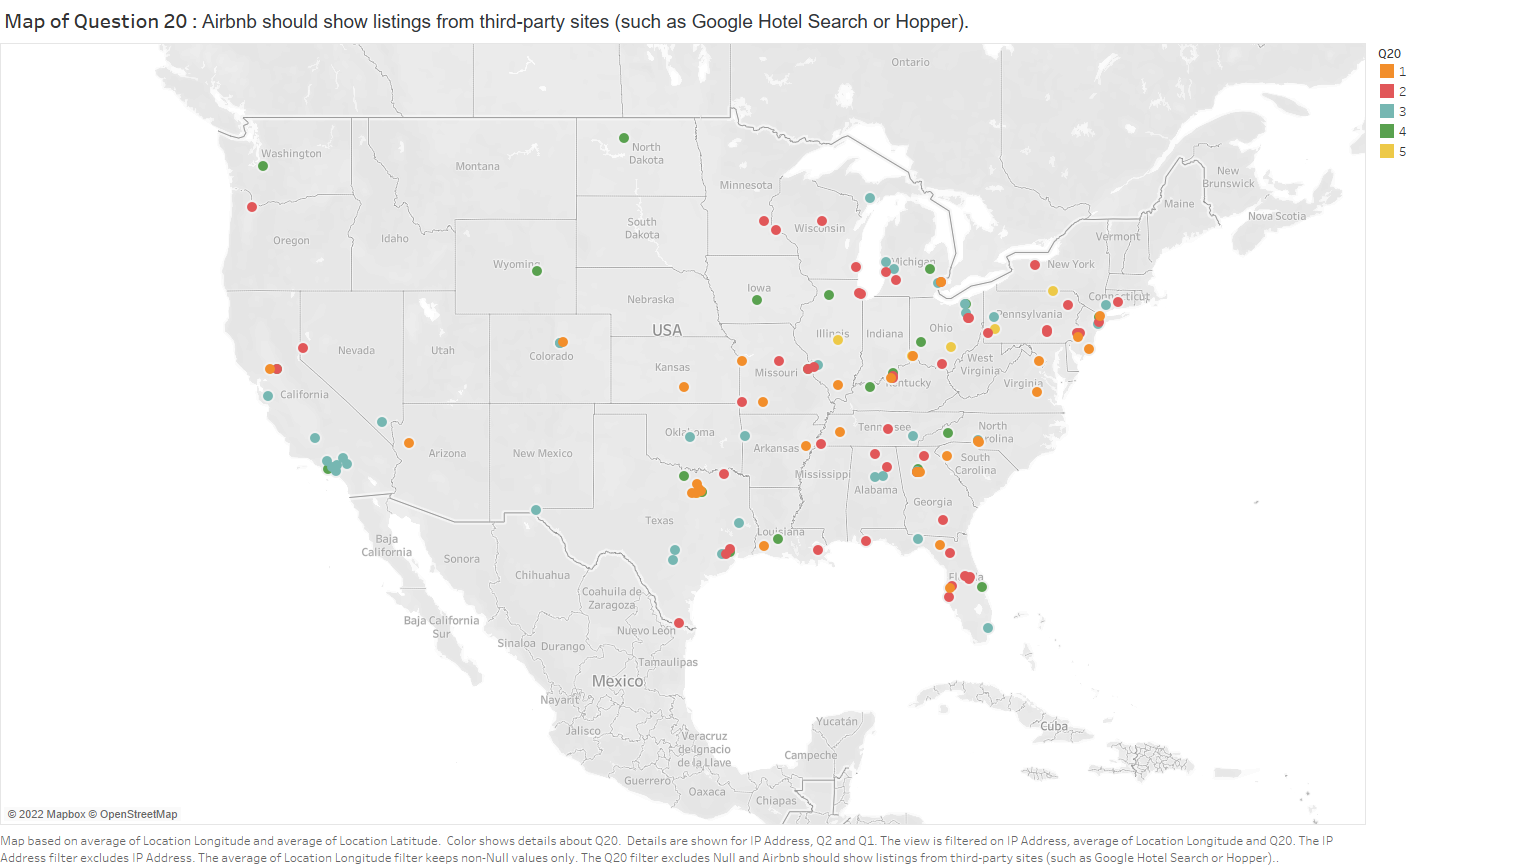 Map of Question 20 : Airbnb should show listings from third-party sites (such as Google Hotel Search or Hopper).
Q20
1
2
3
4
5
Ontario
Washington
Montana
North
Dakota
Minnesota
New
Brunswick
Maine
Nova Scotia
Oregon
Idaho
South
Dakota
Wisconsin
Vermont
Wyoming
Michigan
New York
Iowa
Nebraska
Connecticut
Pennsylvania
USA
Nevada
Utah
Colorado
Illinois
Indiana
Ohio
Kansas
Missouri
West
Virginia
Kentucky
Virginia
California
Oklahoma
Tennessee
North
Carolina
Arizona
New Mexico
Arkansas
South
Carolina
Mississippi
Alabama
Georgia
Texas
Louisiana
Baja
California
Sonora
Chihuahua
Florida
Coahuila de
Zaragoza
Baja California
Sur
Nuevo León
Sinaloa
Durango
Tamaulipas
Mexico
Nayarit
Yucatán
Cuba
Jalisco
Veracruz
de Ignacio
de la Llave
Campeche
Guerrero
Oaxaca
Chiapas
© 2022 Mapbox © OpenStreetMap
Map based on average of Location Longitude and average of Location Latitude.  Color shows details about Q20.  Details are shown for IP Address, Q2 and Q1. The view is filtered on IP Address, average of Location Longitude and Q20. The IP
Address filter excludes IP Address. The average of Location Longitude filter keeps non-Null values only. The Q20 filter excludes Null and Airbnb should show listings from third-party sites (such as Google Hotel Search or Hopper)..